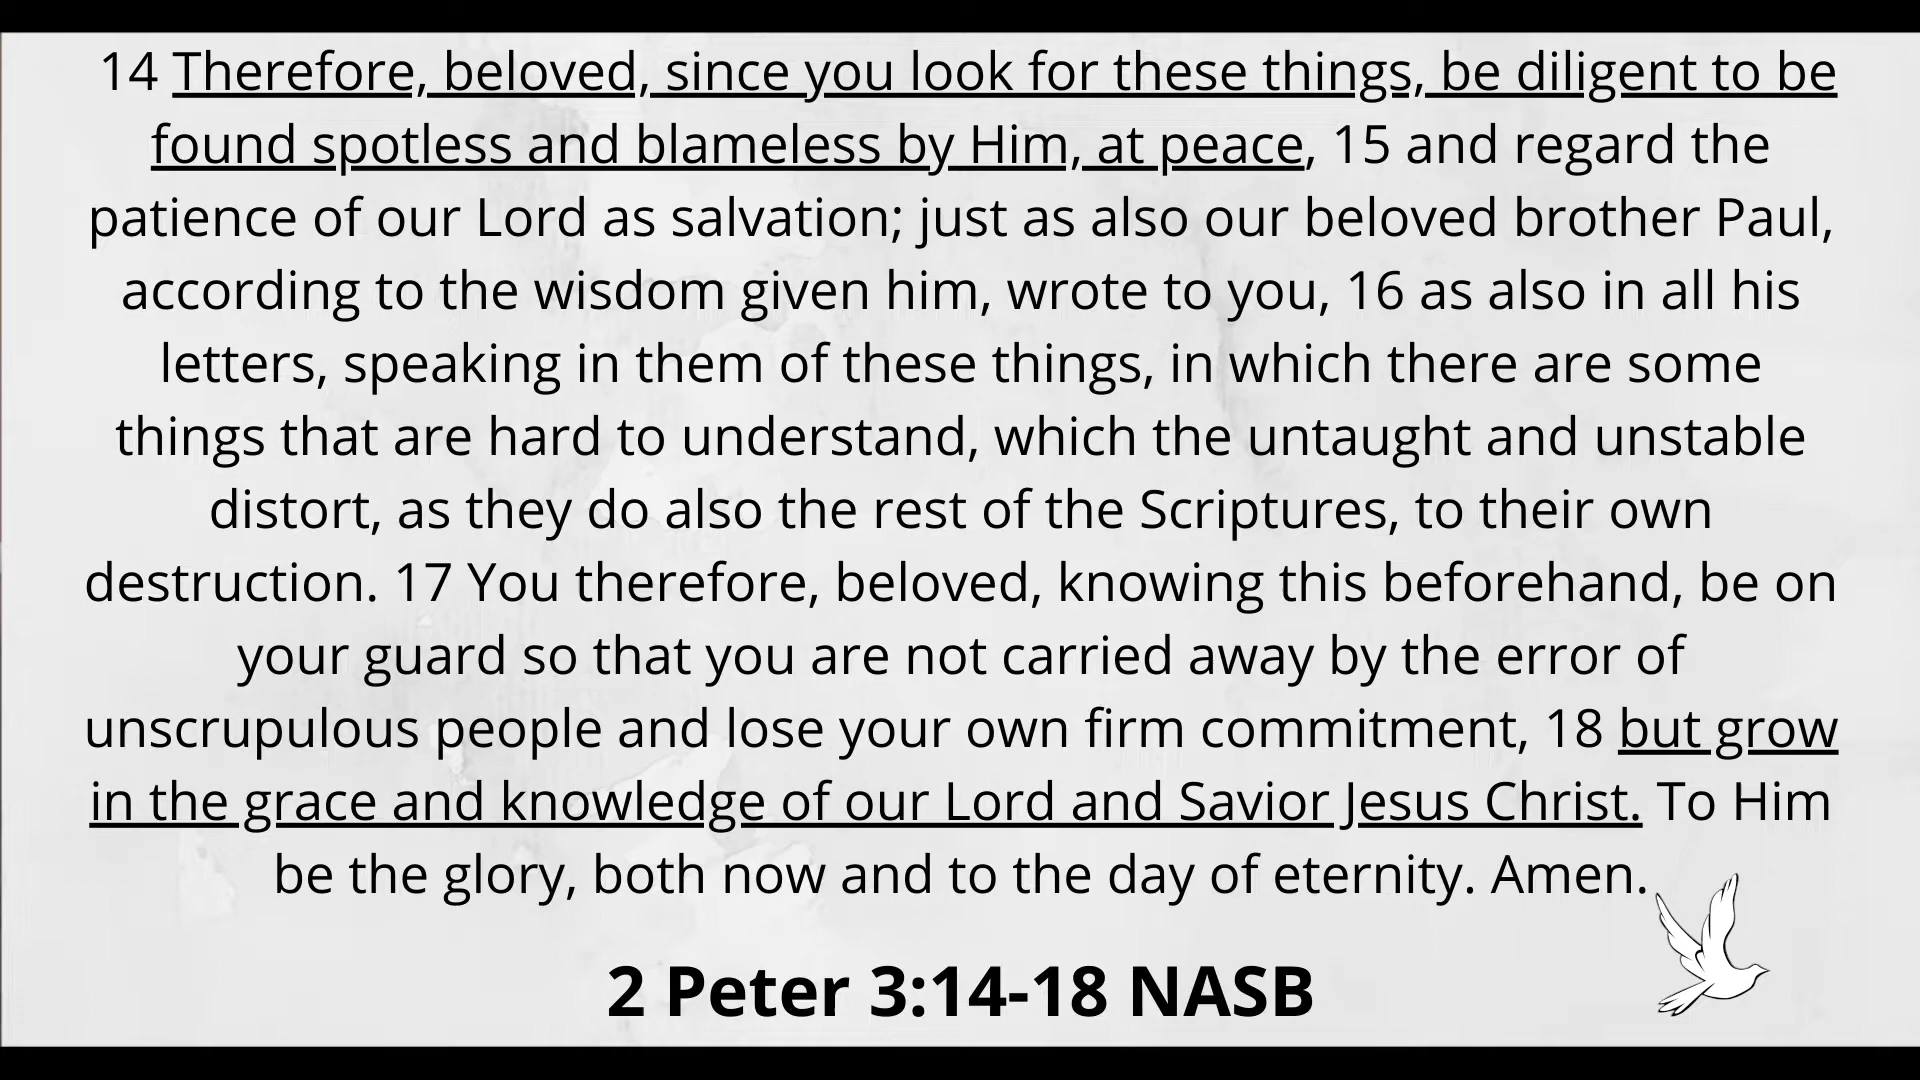 14 Therefore, beloved, since you look for these things, be diligent to be
found spotless and blameless by Him, at peace, 15 and regard the
patience of our Lord as salvation; just as also our beloved brother Paul,
according to the wisdom given him, wrote to you, 16 as also in all his
letters, speaking in them of these things, in which there are some
things that are hard to understand, which the untaught and unstable
distort, as they do also the rest of the Scriptures, to their own
destruction. 17 You therefore, beloved, knowing this beforehand, be on
your guard so that you are not carried away by the error of
unscrupulous people and lose your own firm commitment, 18 but grow
in the grace and knowledge of our Lord and Savior Jesus Christ. To Him
be the glory, both now and to the day of eternity. Amen.
2 Peter 3:14-18 NASB